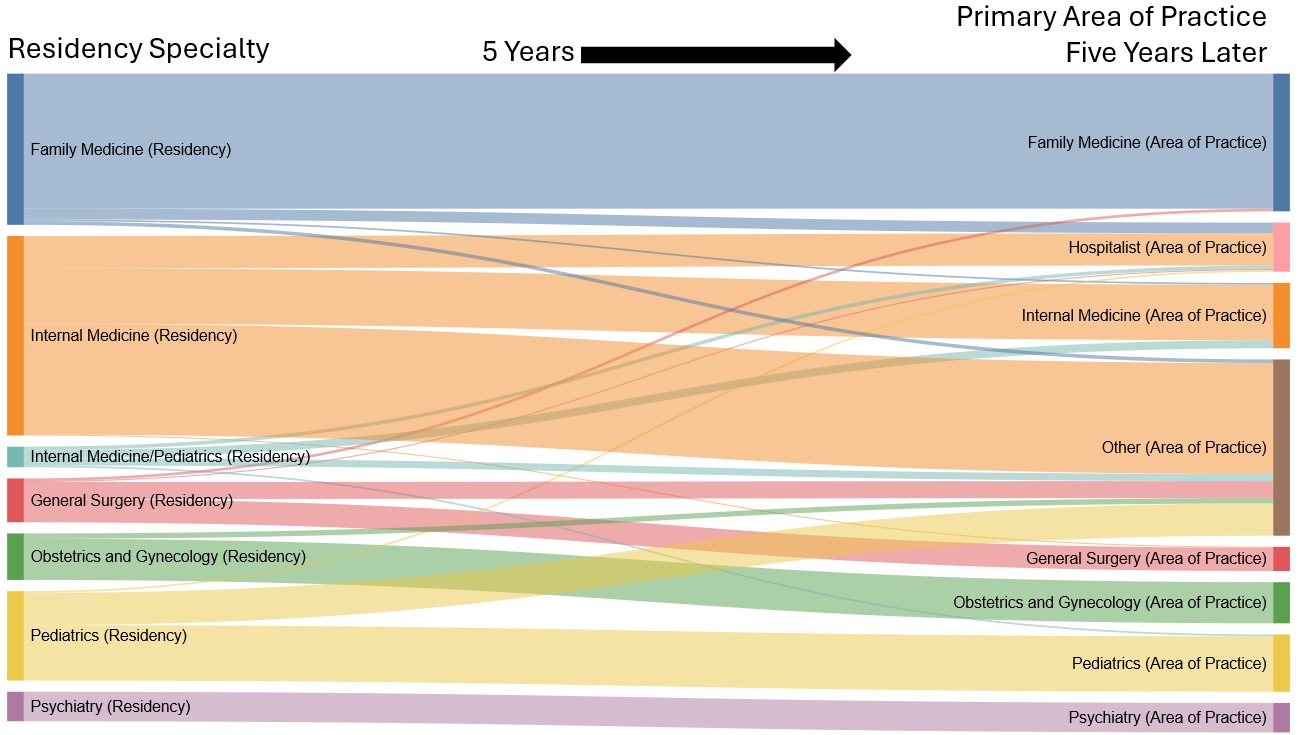 Primary Area of Practice
Residency Specialty
5 Years
Five Years Later
Family Medicine (Residency)
Family Medicine (Area of Practice)
Hospitalist (Area of Practice)
Internal Medicine (Residency)
Internal Medicine (Area of Practice)
Other (Area of Practice)
Internal Medicine/Pediatrics (Residency)
General Surgery (Residency)
Obstetrics and Gynecology (Residency)
General Surgery (Area of Practice)
Obstetrics and Gynecology (Area of Practice)
Pediatrics (Residency)
Pediatrics (Area of Practice)
Psychiatry (Residency)
Psychiatry (Area of Practice)